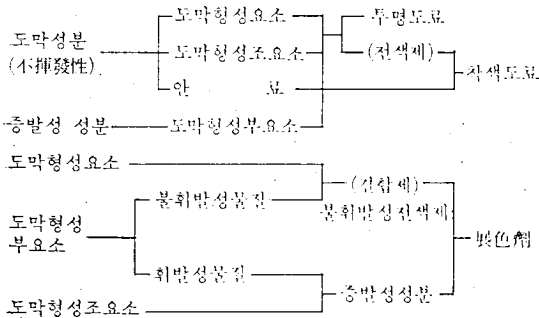 도막형성요소
투명도료
도막성분
(不揮發性)
도막형성조요소
(전색제)
안 료
착색도료
증발성 성분
도막형성부요소
도막형성요소
불휘발성물질
(결합제)
불휘발성전색제
도막형성
부요소
展色劑
휘발성물질
증발성성분
도막형성조요소